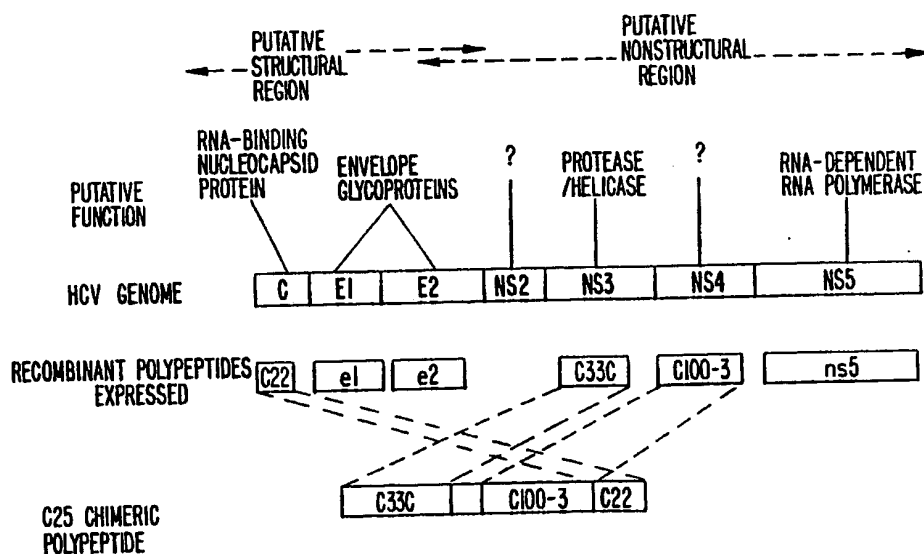 PUTATIVE
STRUCTURAL
REGION
PUTATIVE
NONSTRUCTURAL
REGION
PUTATIVE
FUNCTION
RNA-BINDING
NUCLEOCAPSID
PROTEIN
ENVELOPE
GLYCOPROTEINS
?
PROTEASE
/HELICASE
?
RNA-DEPENDENT
RNA POLYMERASE
HCV GENOME
C E1 E2 NS2 NS3 NS4 NS5
RECOMBINANT POLYPEPTIDES
EXPRESSED
C22 e1 e2 C33C C100-3 ns5
C25 CHIMERIC
POLYPEPTIDE
C33C C100-3 C22